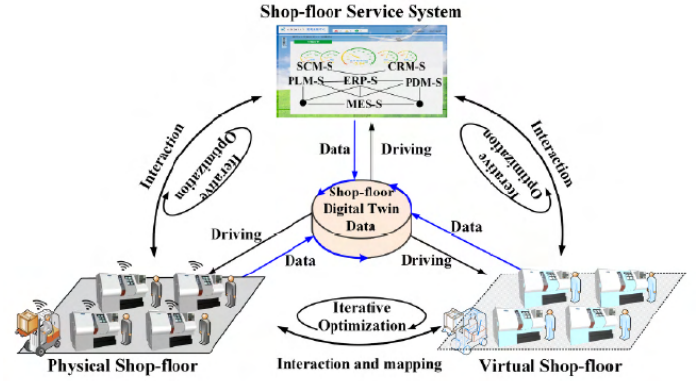 Shop-floor Service System
SCM-S CRM-S
PLM-S ERP-S PDM-S
MES-S
Interaction
Iterative
Optimization
Data Driving
Iterative
Optimization
Interaction
Shop-floor
Digital Twin
Data
Driving
Data
Data
Driving
Iterative
Optimization
Physical Shop-floor
Interaction and mapping
Virtual Shop-floor